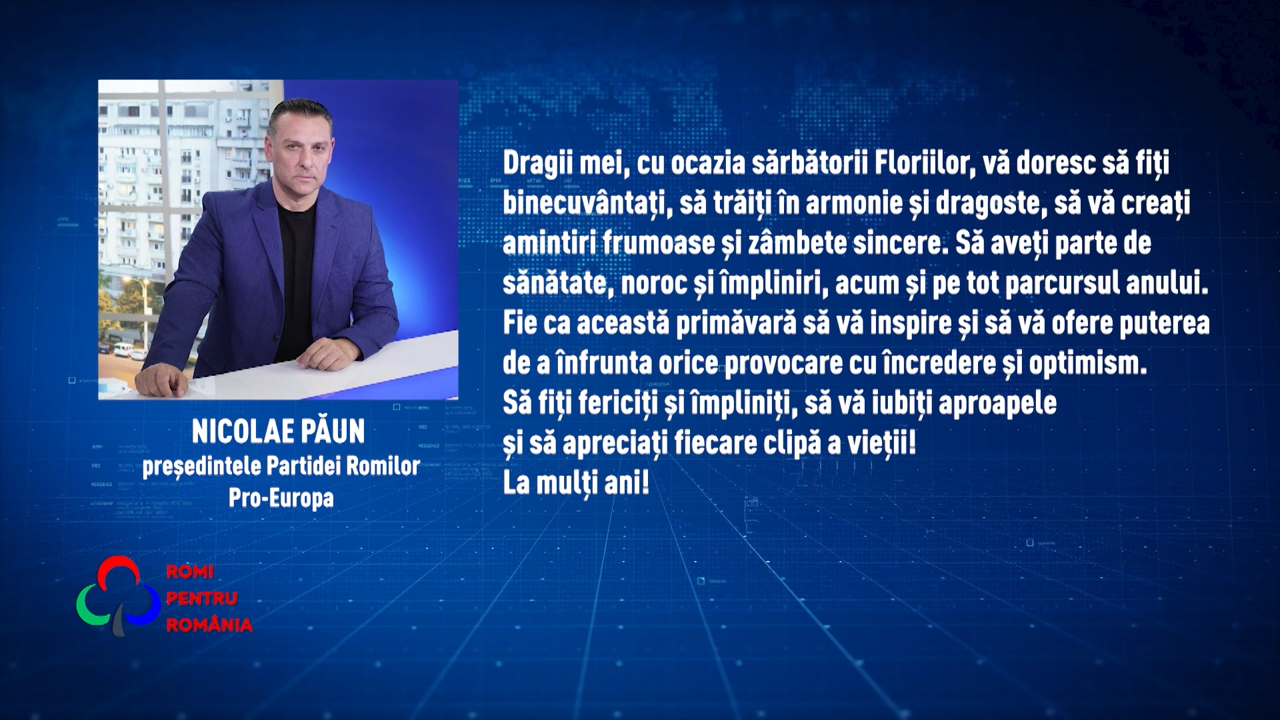 Dragii mei, cu ocazia sărbătorii Floriilor, vă doresc să fiți
binecuvântați, să trăiți în armonie și dragoste, să vă creați
amintiri frumoase și zâmbete sincere. Să aveți parte de
sănătate, noroc și împliniri, acum și pe tot parcursul anului.
Fie ca această primăvară să vă inspire și să vă ofere puterea
de a înfrunta orice provocare cu încredere și optimism.
Să fiți fericiți și împliniți, să vă iubiți aproapele
și să apreciați fiecare clipă a vieții!
La mulți ani!
NICOLAE PĂUN
președintele Partidei Romilor
Pro-Europa
ROMI
PENTRU
ROMÂNIA